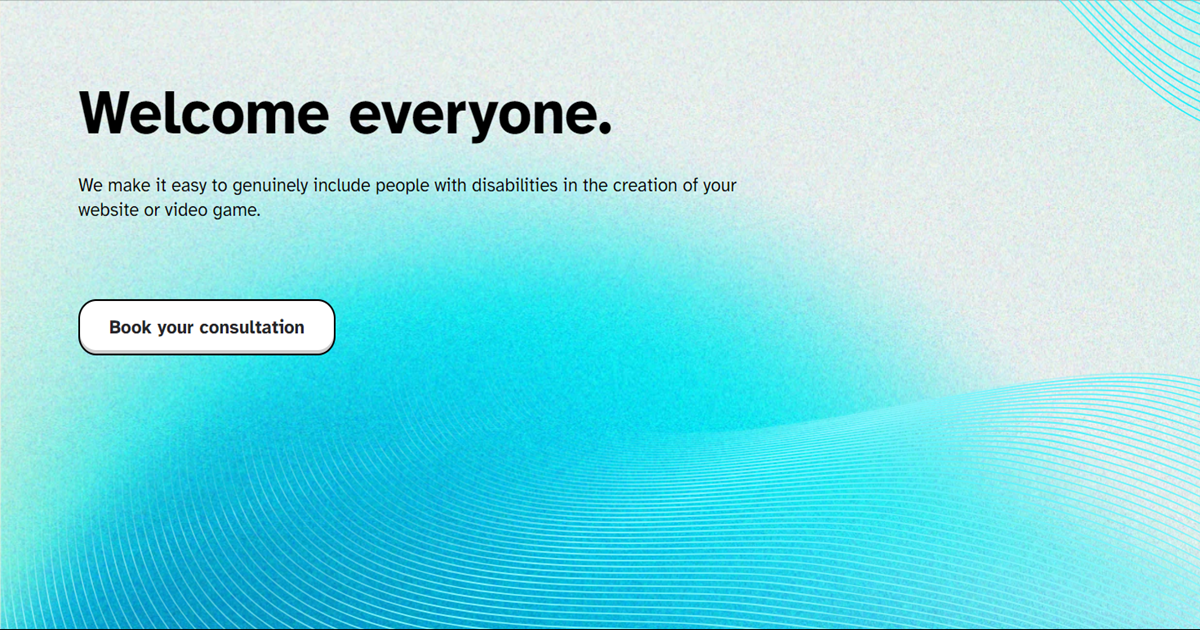 Welcome everyone.
We make it easy to genuinely include people with disabilities in the creation of your
website or video game.
Book your consultation